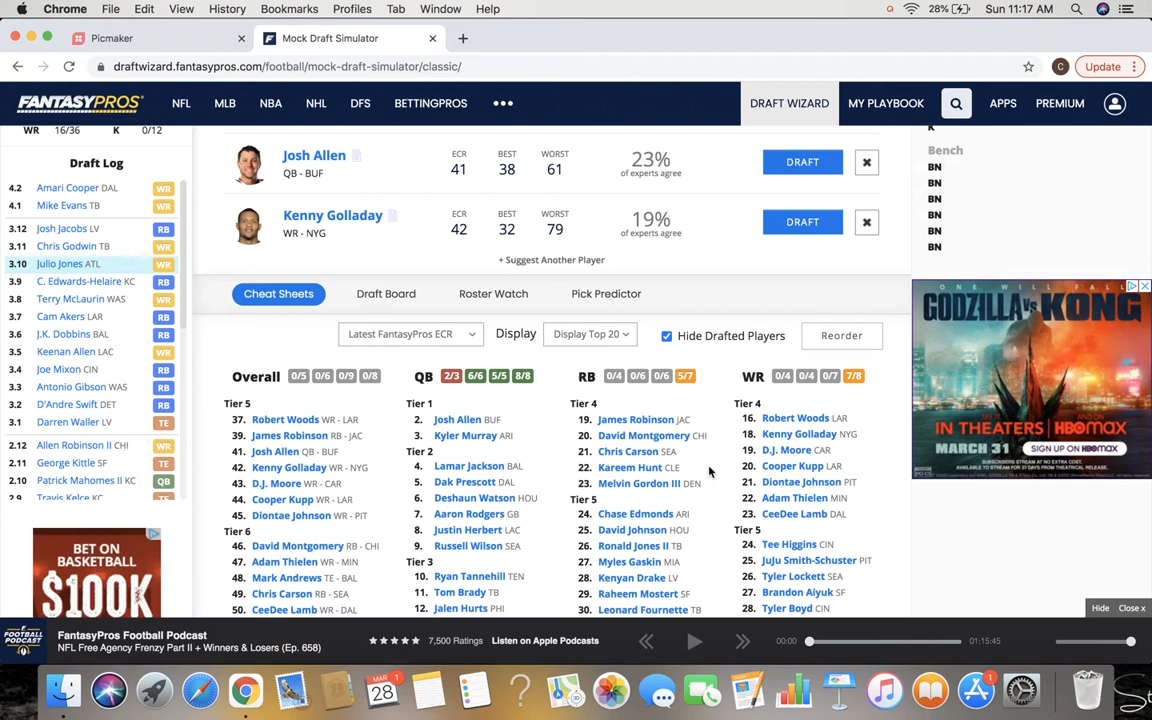 Chrome File Edit View History Bookmarks Profiles Tab Window Help 28% Sun 11:17 AM
Picmaker Mock Draft Simulator
draftwizard.fantasypros.com/football/mock-draft-simulator/classic/ C Update
FANTASYPROS NFL MLB NBA NHL DFS BETTINGPROS ••• DRAFT WIZARD MY PLAYBOOK APPS PREMIUM
WR 16/36 K 0/12
Draft Log
4.2 Amari Cooper DAL WR
4.1 Mike Evans TB WR
3.12 Josh Jacobs LV RB
3.11 Chris Godwin TB WR
3.10 Julio Jones ATL WR
3.9 C. Edwards-Helaire KC RB
3.8 Terry McLaurin WAS WR
3.7 Cam Akers LAR RB
3.6 J.K. Dobbins BAL RB
3.5 Keenan Allen LAC WR
3.4 Joe Mixon CIN RB
3.3 Antonio Gibson WAS RB
3.2 D'Andre Swift DET RB
3.1 Darren Waller LV TE
2.12 Allen Robinson II CHI WR
2.11 George Kittle SF TE
2.10 Patrick Mahomes II KC QB
2.9 Travis Kelce KC TE
BET ON
BASKETBALL
$100K
Josh Allen
QB - BUF
ECR BEST WORST
41 38 61
23%
of experts agree
DRAFT
Kenny Golladay
WR - NYG
ECR BEST WORST
42 32 79
19%
of experts agree
DRAFT
+ Suggest Another Player
Cheat Sheets Draft Board Roster Watch Pick Predictor
Latest FantasyPros ECR Display Display Top 20 Hide Drafted Players Reorder
Overall 0/5 0/6 0/9 0/8
Tier 5
37. Robert Woods WR - LAR
39. James Robinson RB - JAC
41. Josh Allen QB - BUF
42. Kenny Golladay WR - NYG
43. D.J. Moore WR - CAR
44. Cooper Kupp WR - LAR
45. Diontae Johnson WR - PIT
Tier 6
46. David Montgomery RB - CHI
47. Adam Thielen WR - MIN
48. Mark Andrews TE - BAL
49. Chris Carson RB - SEA
50. CeeDee Lamb WR - DAL
QB 2/3 6/6 5/5 8/8
Tier 1
2. Josh Allen BUF
3. Kyler Murray ARI
Tier 2
4. Lamar Jackson BAL
5. Dak Prescott DAL
6. Deshaun Watson HOU
7. Aaron Rodgers GB
8. Justin Herbert LAC
9. Russell Wilson SEA
Tier 3
10. Ryan Tannehill TEN
11. Tom Brady TB
12. Jalen Hurts PHI
RB 0/4 0/6 0/6 5/7
Tier 4
19. James Robinson JAC
20. David Montgomery CHI
21. Chris Carson SEA
22. Kareem Hunt CLE
23. Melvin Gordon III DEN
Tier 5
24. Chase Edmonds ARI
25. David Johnson HOU
26. Ronald Jones II TB
27. Myles Gaskin MIA
28. Kenyan Drake LV
29. Raheem Mostert SF
30. Leonard Fournette TB
WR 0/4 0/4 0/7 7/8
Tier 4
16. Robert Woods LAR
18. Kenny Golladay NYG
19. D.J. Moore CAR
20. Cooper Kupp LAR
21. Diontae Johnson PIT
22. Adam Thielen MIN
23. CeeDee Lamb DAL
Tier 5
24. Tee Higgins CIN
25. JuJu Smith-Schuster PIT
26. Tyler Lockett SEA
27. Brandon Aiyuk SF
28. Tyler Boyd CIN
K
Bench
BN
BN
BN
BN
BN
BN
ONE WILL FALL
GODZILLA VS KONG
IN THEATERS HBOMAX
MARCH 31 SIGN UP ON HBOMAX
Hide Close x
FOOTBALL
PODCAST
FantasyPros Football Podcast
NFL Free Agency Frenzy Part II + Winners & Losers (Ep. 658)
7,500 Ratings Listen on Apple Podcasts 00:00 01:15:45
MAR
28
1
1
St